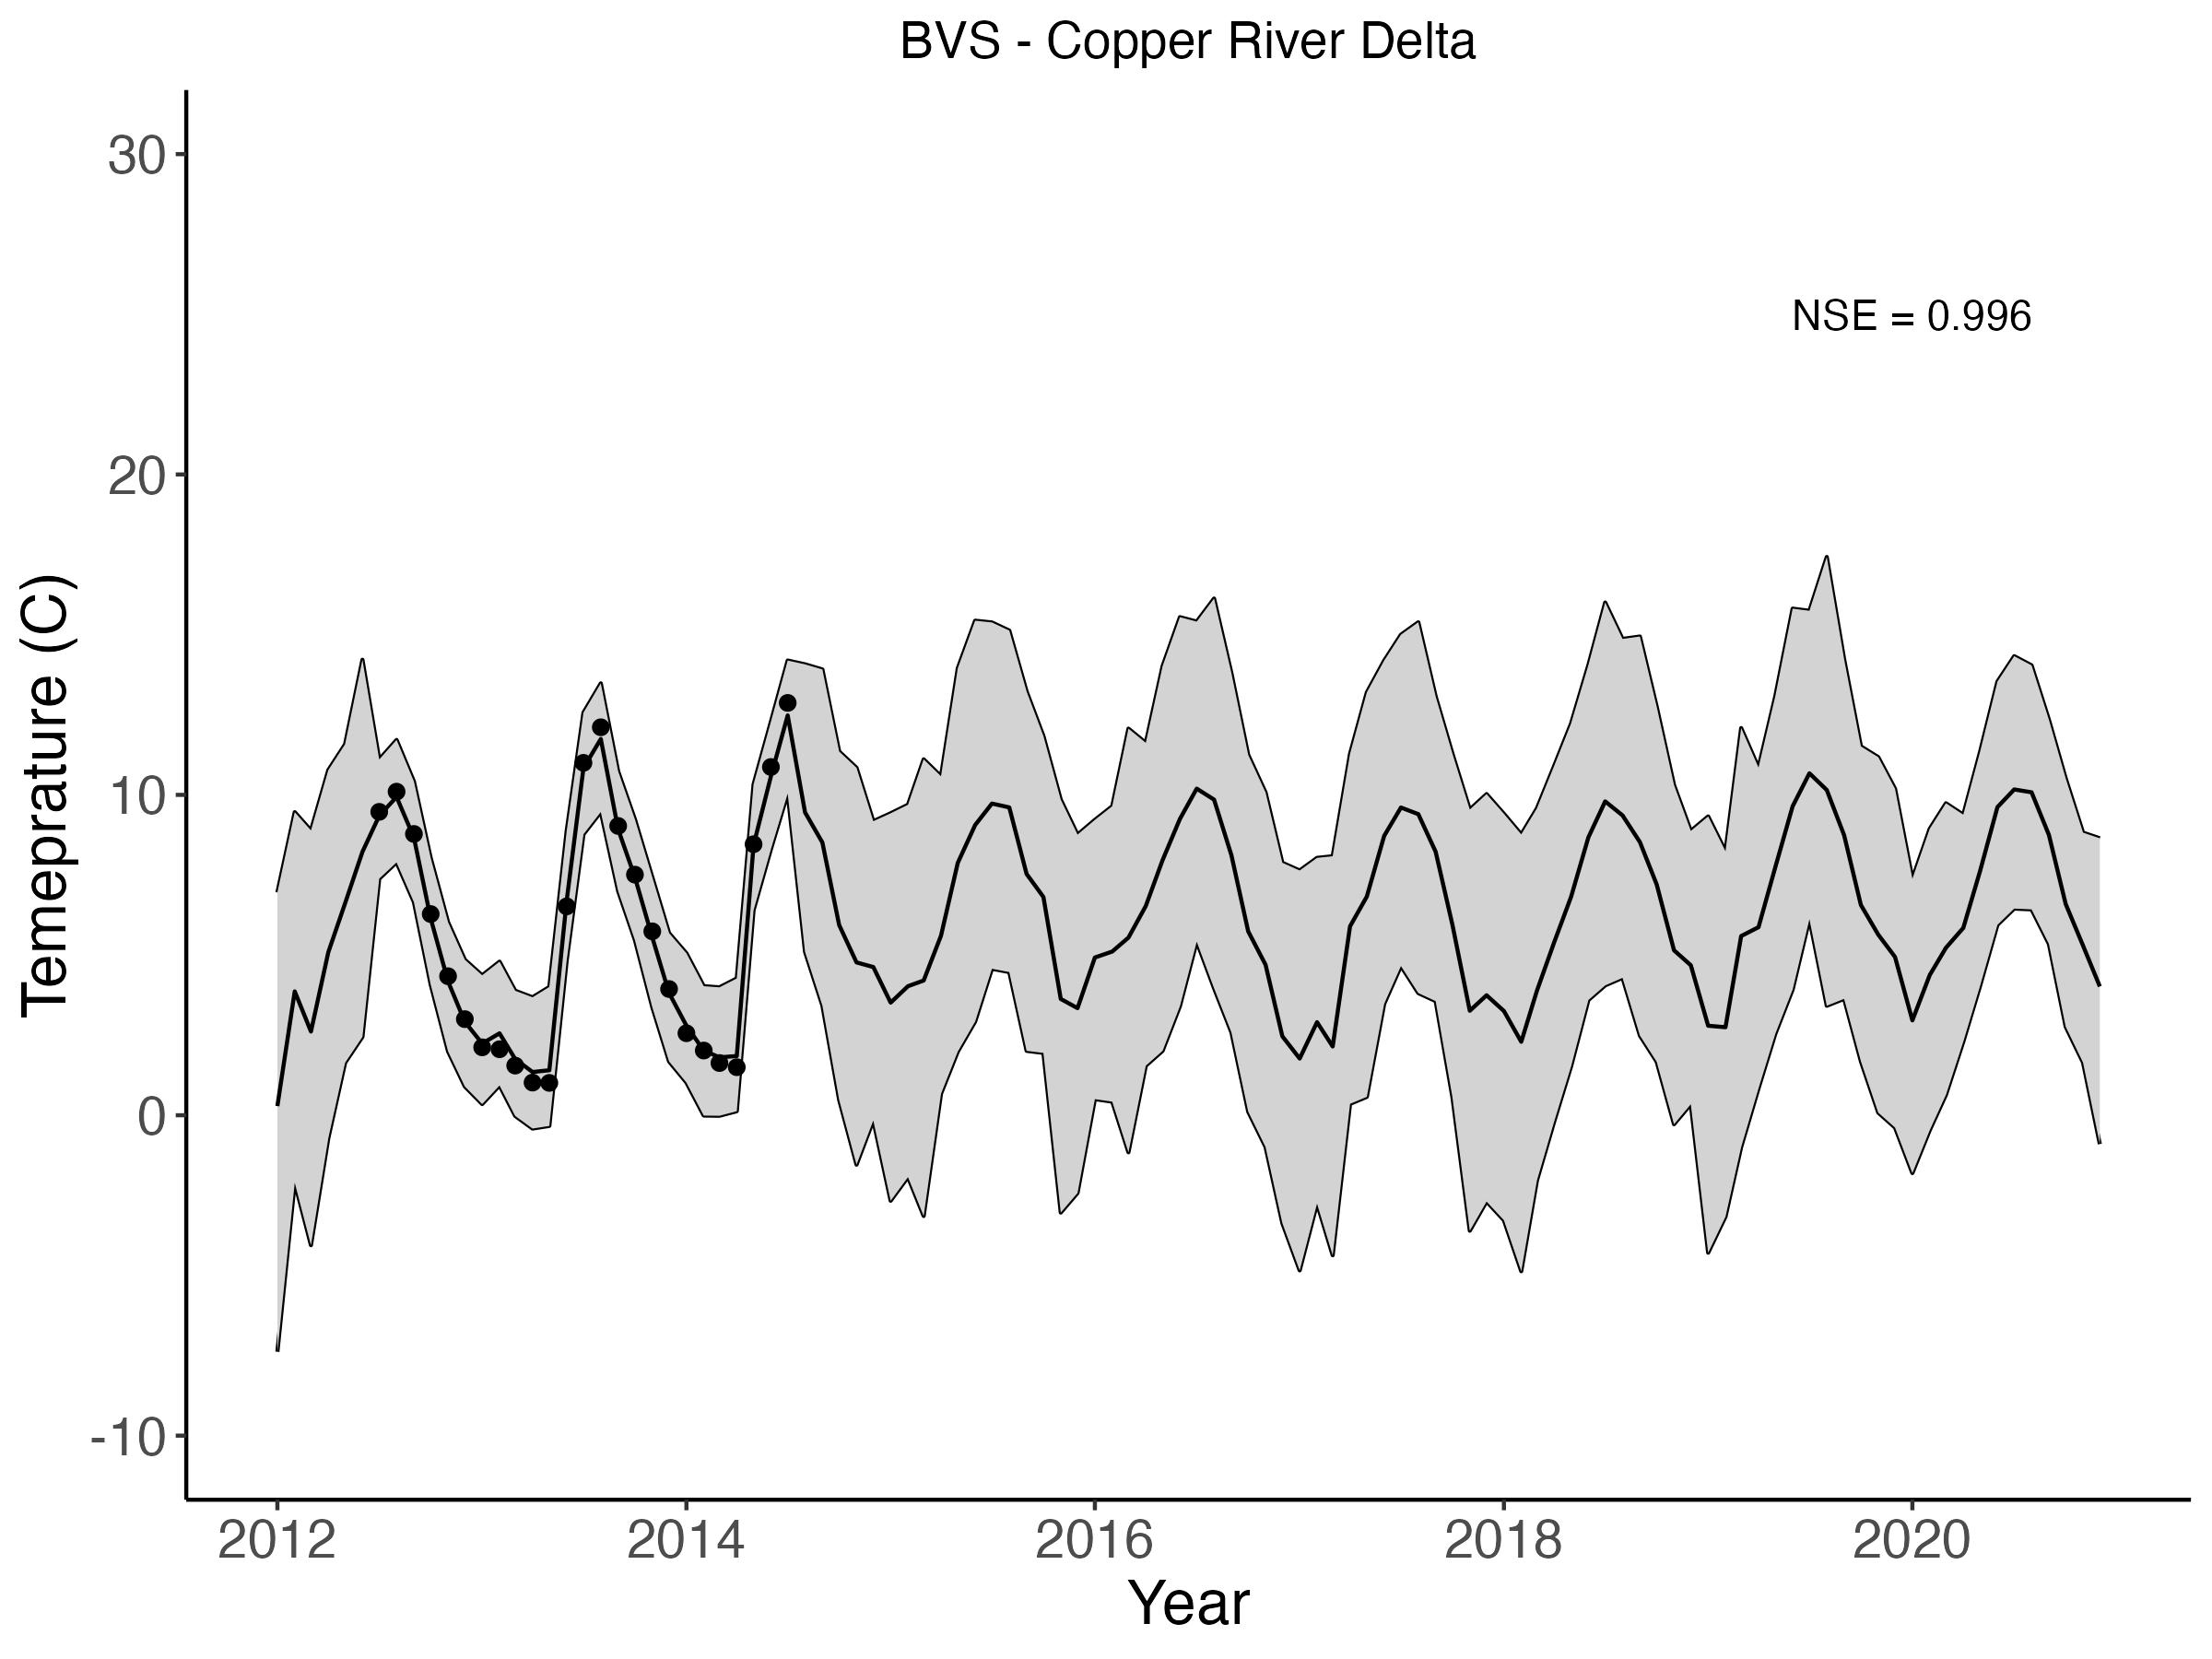 BVS - Copper River Delta
30
20
10
0
-10
Temeprature (C)
NSE = 0.996
2012
2014
2016
2018
2020
Year